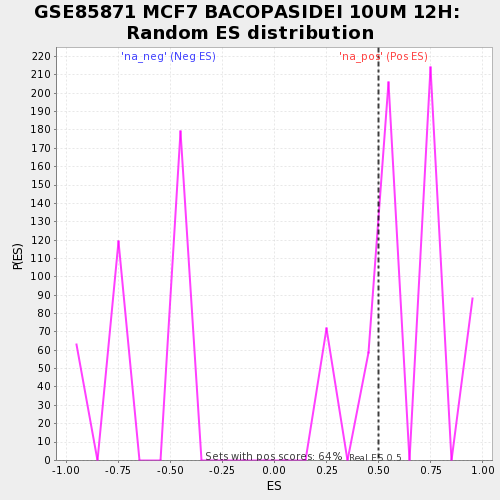 GSE85871 MCF7 BACOPASIDEI 10UM 12H:
Random ES distribution
'na_neg' (Neg ES)
'na_pos' (Pos ES)
220
210
200
190
180
170
160
150
140
130
120
110
100
90
80
70
60
50
40
30
20
10
0
P(ES)
Sets with pos scores: 64%
Real ES 0.5
-1.00 -0.75 -0.50 -0.25 0.00 0.25 0.50 0.75 1.00
ES